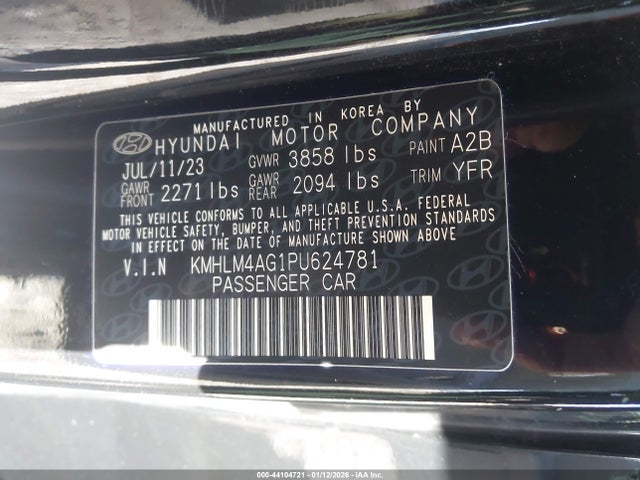 MANUFACTURED IN KOREA BY
HYUNDAI MOTOR COMPANY
JUL/11/23 GVWR 3858 lbs PAINT A2B
GAWR FRONT 2271 lbs GAWR REAR 2094 lbs TRIM YFR
THIS VEHICLE CONFORMS TO ALL APPLICABLE U.S.A. FEDERAL
MOTOR VEHICLE SAFETY, BUMPER, AND THEFT PREVENTION STANDARDS
IN EFFECT ON THE DATE OF MANUFACTURE SHOWN ABOVE.
V.I.N KMHLM4AG1PU624781
PASSENGER CAR
000-44104721 - 01/12/2026 - IAA Inc.